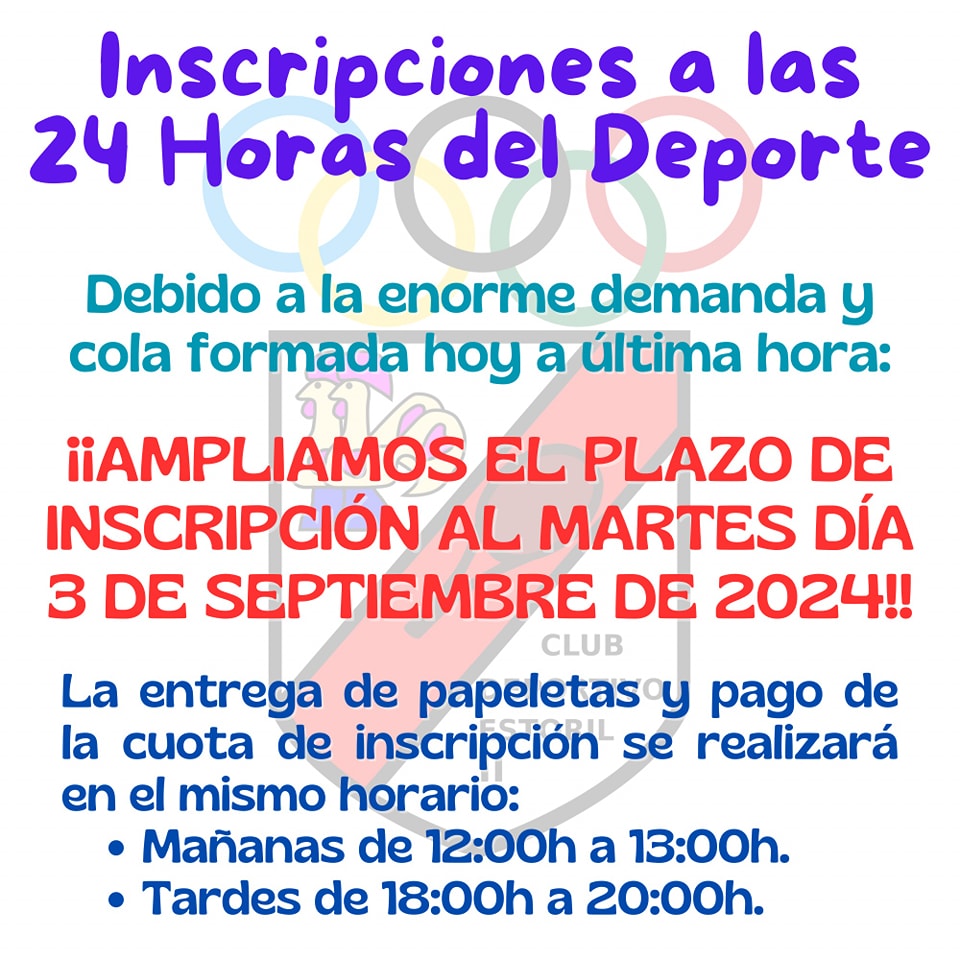 Inscripciones a las
24 Horas del Deporte
Debido a la enorme demanda y
cola formada hoy a última hora:
¡¡AMPLIAMOS EL PLAZO DE
INSCRIPCIÓN AL MARTES DÍA
3 DE SEPTIEMBRE DE 2024!!
CLUB
DEPORTIVO
ESTORIL
II
La entrega de papeletas y pago de
la cuota de inscripción se realizará
en el mismo horario:
• Mañanas de 12:00h a 13:00h.
• Tardes de 18:00h a 20:00h.